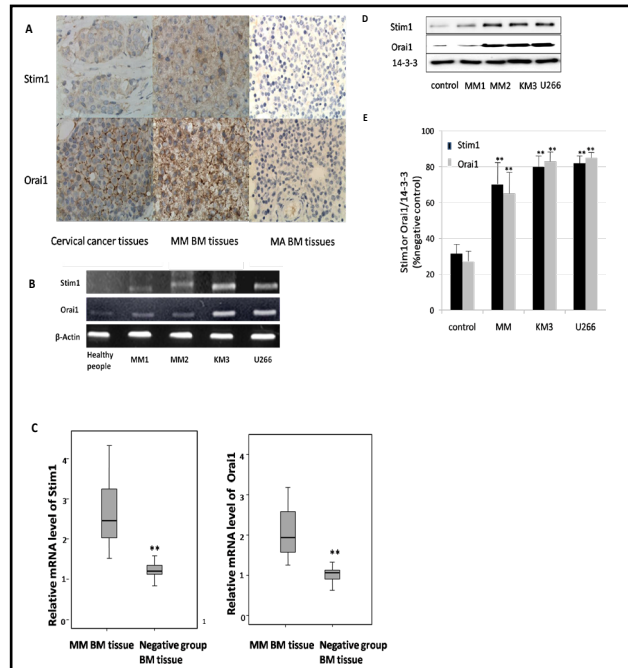 A
Stim1
Orai1
Cervical cancer tissues MM BM tissues MA BM tissues
B
Stim1
Orai1
β-Actin
Healthy
people
MM1 MM2 KM3 U266
C
Relative mRNA level of Stim1
4
3
2
1
0
1
MM BM tissue Negative group
BM tissue
**
Relative mRNA level of Orai1
4
3
2
1
0
MM BM tissue Negative group
BM tissue
**
D
Stim1
Orai1
14-3-3
control MM1 MM2 KM3 U266
E
Stim1or Orai1/14-3-3
(%negative control)
100
80
60
40
20
0
Stim1
Orai1
** ** ** ** ** **
control MM KM3 U266